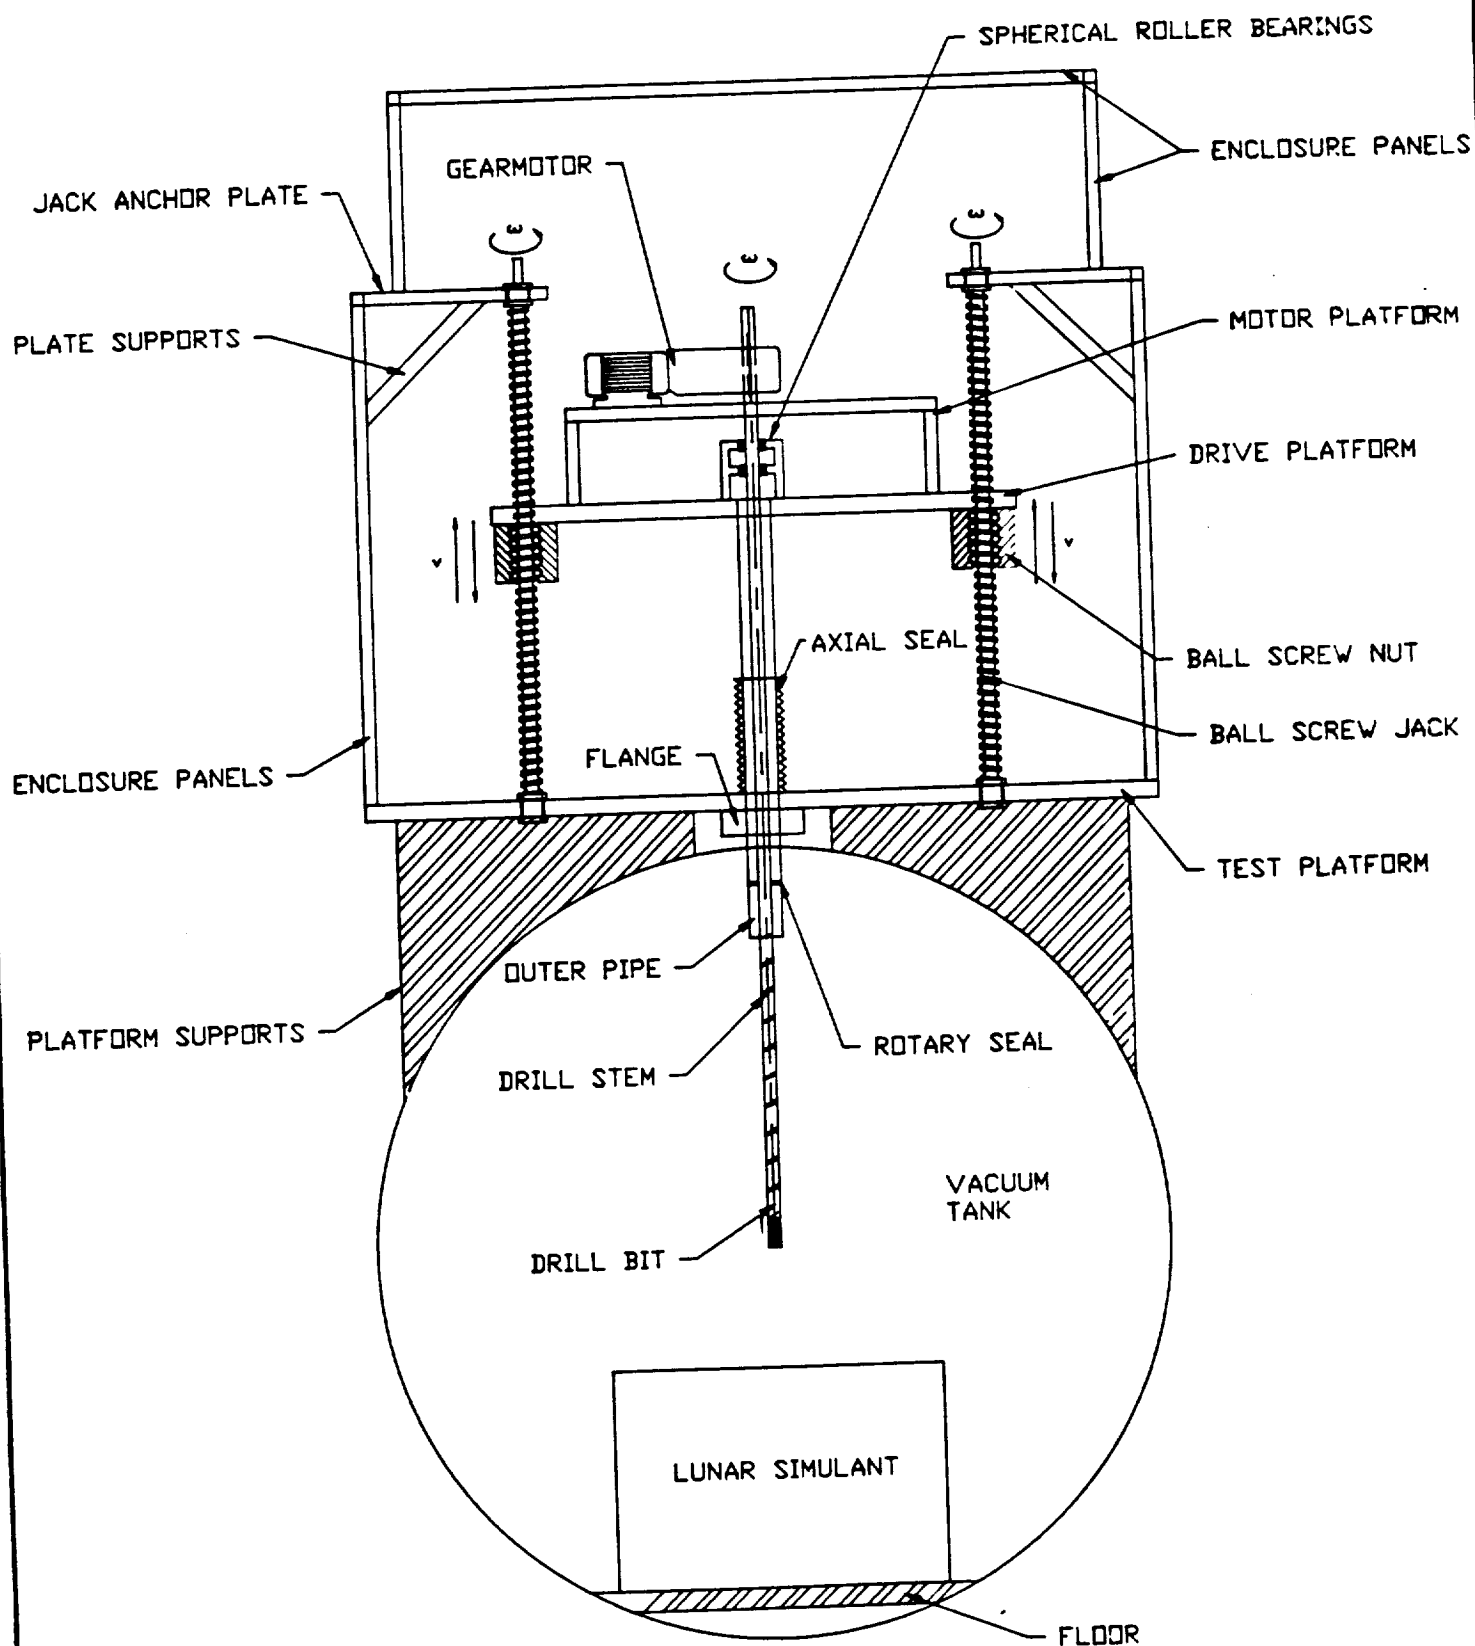 SPHERICAL ROLLER BEARINGS
ENCLOSURE PANELS
GEARMOTOR
JACK ANCHOR PLATE
ω
ω
ω
PLATE SUPPORTS
MOTOR PLATFORM
DRIVE PLATFORM
v
v
AXIAL SEAL
BALL SCREW NUT
BALL SCREW JACK
FLANGE
ENCLOSURE PANELS
TEST PLATFORM
OUTER PIPE
PLATFORM SUPPORTS
ROTARY SEAL
DRILL STEM
VACUUM
TANK
DRILL BIT
LUNAR SIMULANT
FLOOR